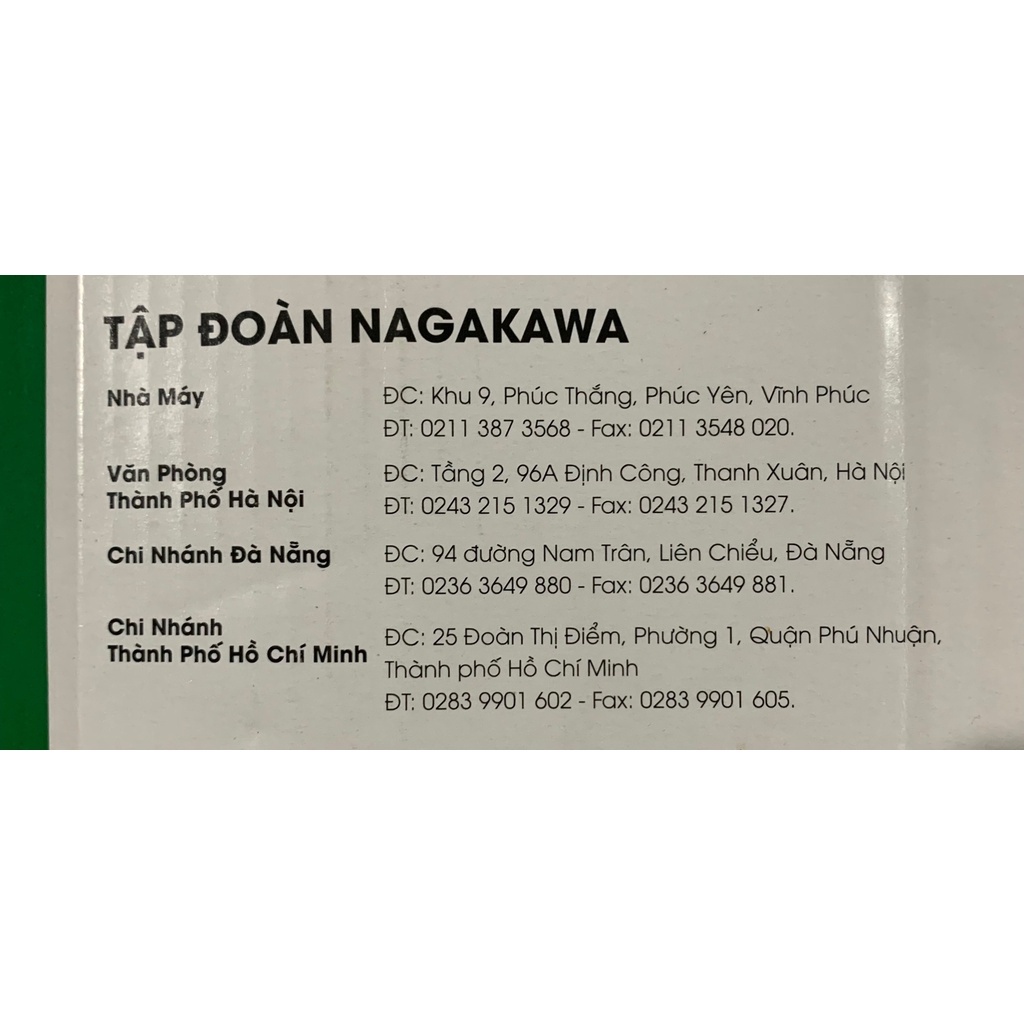 TẬP ĐOÀN NAGAKAWA
Nhà Máy
ĐC: Khu 9, Phúc Thắng, Phúc Yên, Vĩnh Phúc
ĐT: 0211 387 3568 - Fax: 0211 3548 020.
Văn Phòng
Thành Phố Hà Nội
ĐC: Tầng 2, 96A Định Công, Thanh Xuân, Hà Nội
ĐT: 0243 215 1329 - Fax: 0243 215 1327.
Chi Nhánh Đà Nẵng
ĐC: 94 đường Nam Trân, Liên Chiểu, Đà Nẵng
ĐT: 0236 3649 880 - Fax: 0236 3649 881.
Chi Nhánh
Thành Phố Hồ Chí Minh
ĐC: 25 Đoàn Thị Điểm, Phường 1, Quận Phú Nhuận,
Thành phố Hồ Chí Minh
ĐT: 0283 9901 602 - Fax: 0283 9901 605.